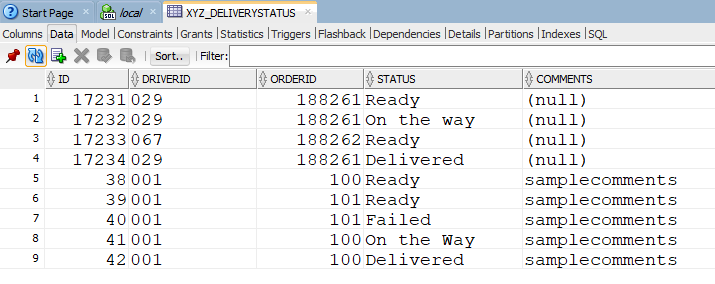 Start Page local XYZ_DELIVERYSTATUS
Columns Data Model Constraints Grants Statistics Triggers Flashback Dependencies Details Partitions Indexes SQL
Sort.. Filter:
ID DRIVERID ORDERID STATUS COMMENTS
1 17231 029 188261 Ready (null)
2 17232 029 188261 On the way (null)
3 17233 067 188262 Ready (null)
4 17234 029 188261 Delivered (null)
5 38 001 100 Ready samplecomments
6 39 001 101 Ready samplecomments
7 40 001 101 Failed samplecomments
8 41 001 100 On the Way samplecomments
9 42 001 100 Delivered samplecomments